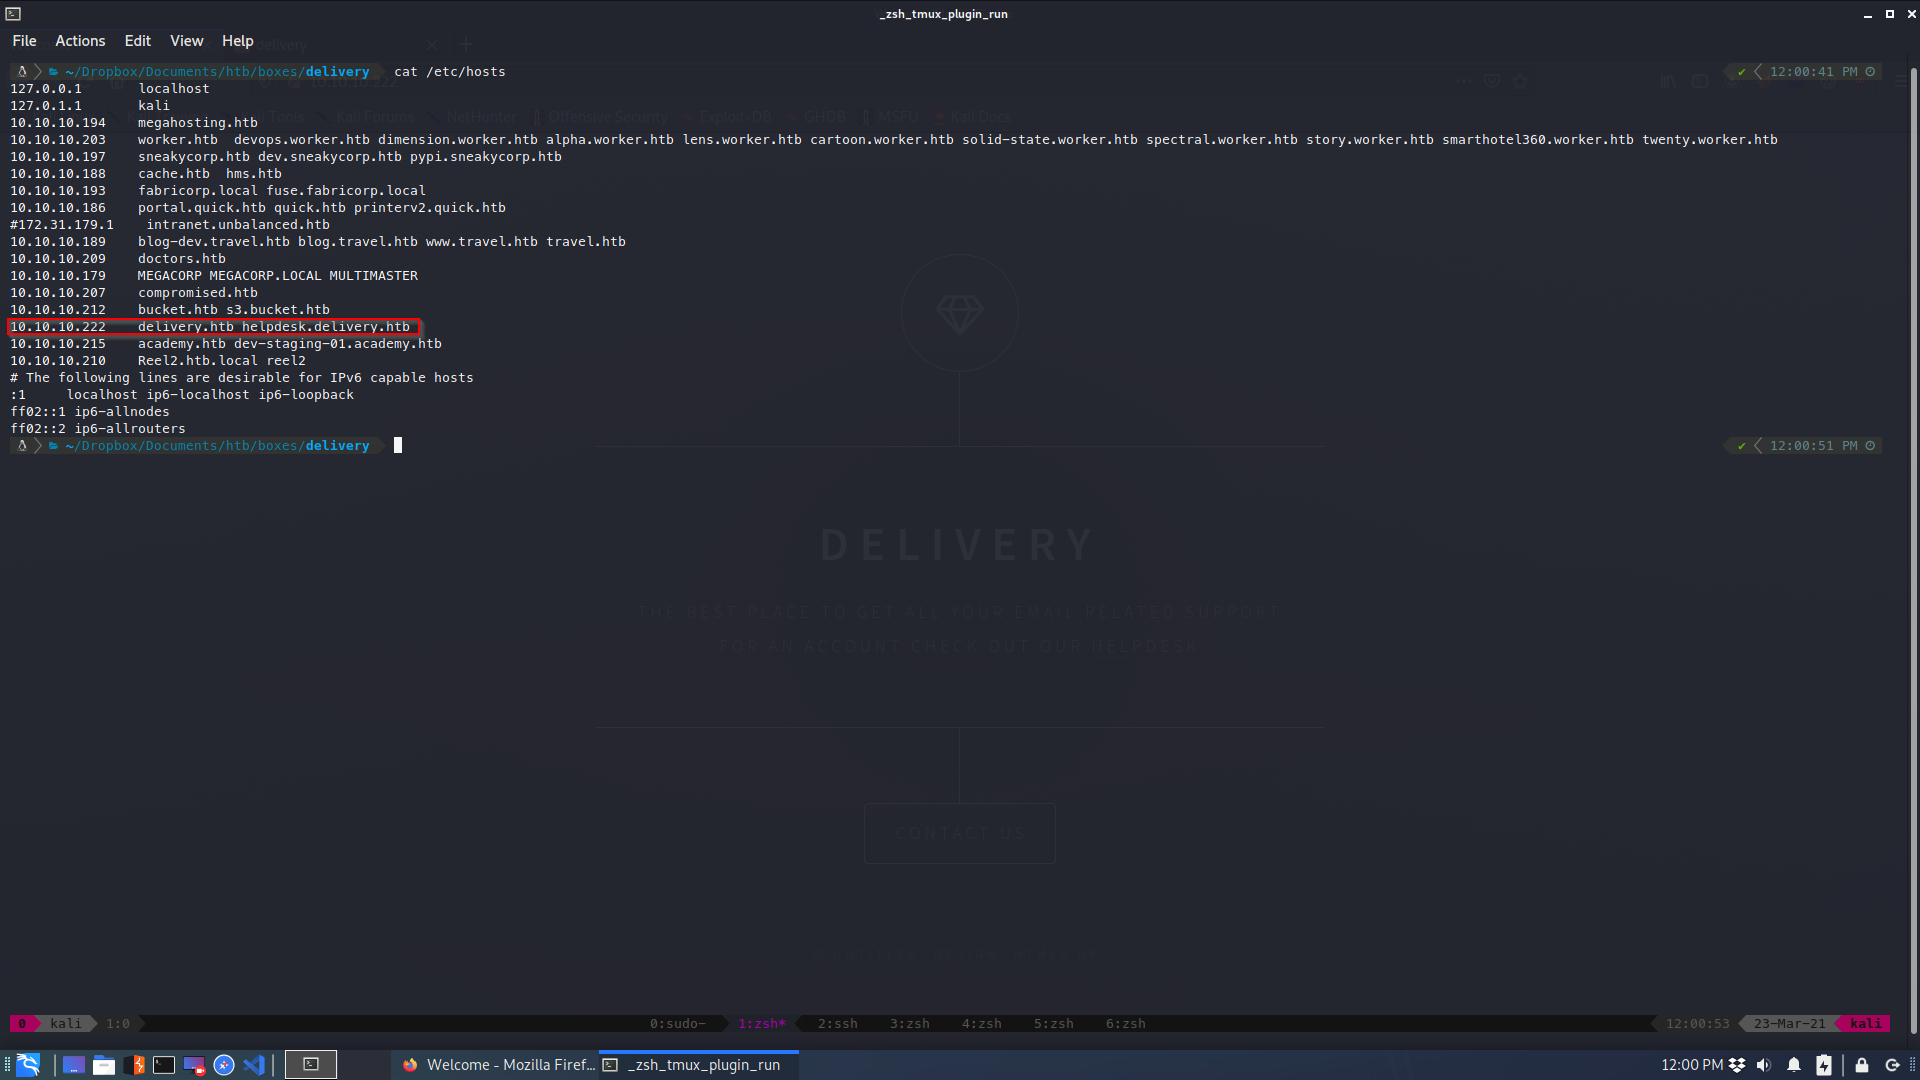 _zsh_tmux_plugin_run
File Actions Edit View Help
~/Dropbox/Documents/htb/boxes/delivery cat /etc/hosts ✔ 12:00:41 PM
127.0.0.1 localhost
127.0.1.1 kali
10.10.10.194 megahosting.htb
10.10.10.203 worker.htb devops.worker.htb dimension.worker.htb alpha.worker.htb lens.worker.htb cartoon.worker.htb solid-state.worker.htb spectral.worker.htb story.worker.htb smarthotel360.worker.htb twenty.worker.htb
10.10.10.197 sneakycorp.htb dev.sneakycorp.htb pypi.sneakycorp.htb
10.10.10.188 cache.htb hms.htb
10.10.10.193 fabricorp.local fuse.fabricorp.local
10.10.10.186 portal.quick.htb quick.htb printerv2.quick.htb
#172.31.179.1 intranet.unbalanced.htb
10.10.10.189 blog-dev.travel.htb blog.travel.htb www.travel.htb travel.htb
10.10.10.209 doctors.htb
10.10.10.179 MEGACORP MEGACORP.LOCAL MULTIMASTER
10.10.10.207 compromised.htb
10.10.10.212 bucket.htb s3.bucket.htb
10.10.10.222 delivery.htb helpdesk.delivery.htb
10.10.10.215 academy.htb dev-staging-01.academy.htb
10.10.10.210 Reel2.htb.local reel2
# The following lines are desirable for IPv6 capable hosts
:1 localhost ip6-localhost ip6-loopback
ff02::1 ip6-allnodes
ff02::2 ip6-allrouters
~/Dropbox/Documents/htb/boxes/delivery ✔ 12:00:51 PM
DELIVERY
THE BEST PLACE TO GET ALL YOUR EMAIL RELATED SUPPORT
FOR AN ACCOUNT CHECK OUT OUR HELPDESK
CONTACT US
0 kali 1:0 0:sudo- 1:zsh* 2:ssh 3:zsh 4:zsh 5:zsh 6:zsh 12:00:53 23-Mar-21 kali
Welcome - Mozilla Firef... _zsh_tmux_plugin_run 12:00 PM